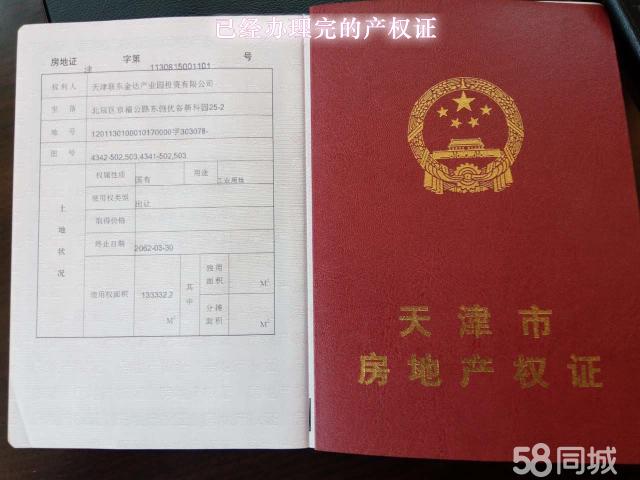 已经办理完的产权证
房地证 津 字第 1130815001101 号
权利人 天津联东金达产业园投资有限公司
坐落 北辰区京福公路东侧优谷新科园25-2
地号 1201130100010170000字303078-
图号 4342-502,503,4341-502,503
土地状况
权属性质 国有 用途 工业用地
使用权类型 出让
取得价格
终止日期 2062-03-30
使用权面积 133332.2 M² 其中 独用面积 M²
分摊面积 M²
天津市
房地产权证
58同城